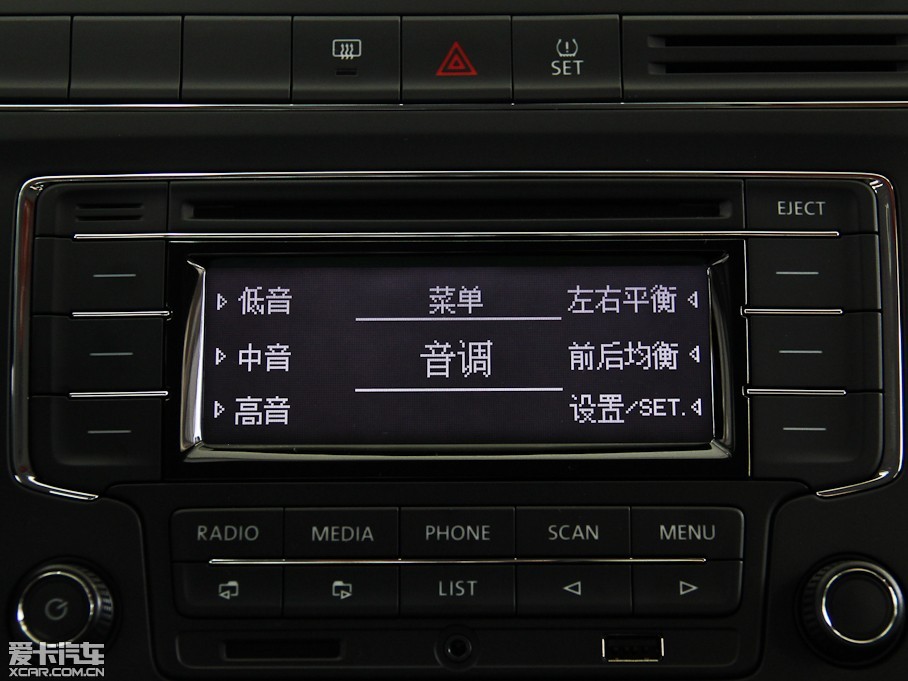 SET
EJECT
低音 菜单 左右平衡
中音 音调 前后均衡
高音 设置/SET.
RADIO MEDIA PHONE SCAN MENU
LIST
爱卡汽车
XCAR.COM.CN